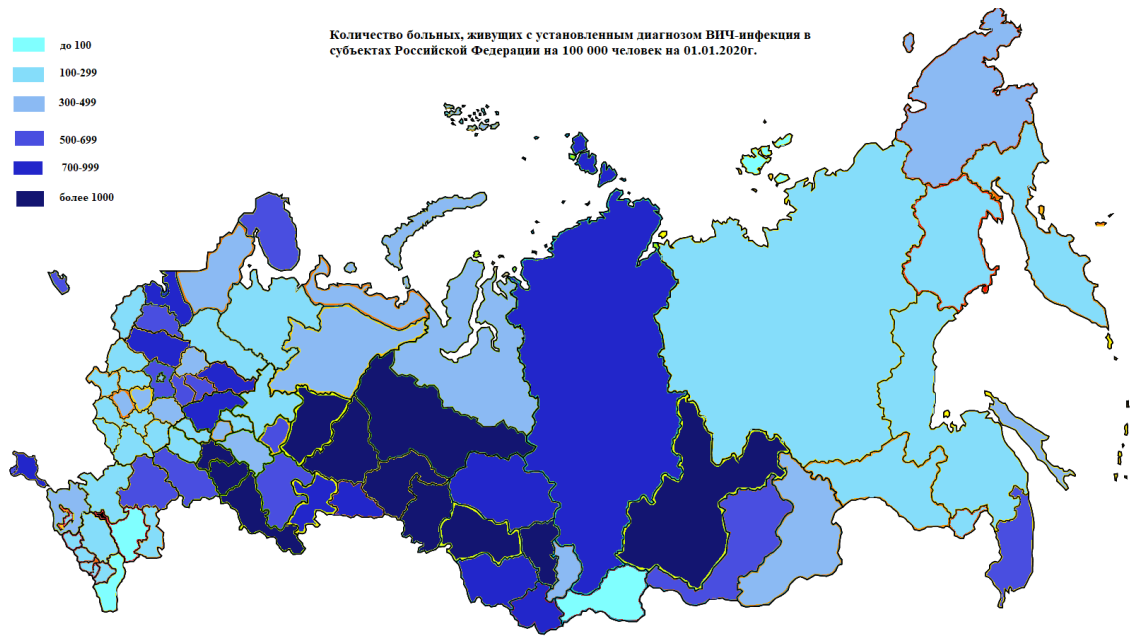 Количество больных, живущих с установленным диагнозом ВИЧ-инфекция в
субъектах Российской Федерации на 100 000 человек на 01.01.2020г.
до 100
100-299
300-499
500-699
700-999
более 1000